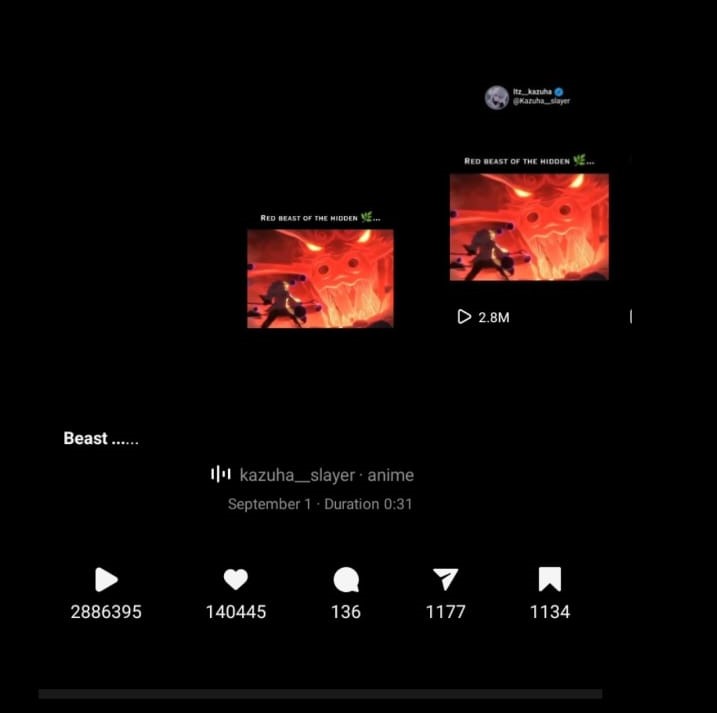 Itz__kazuha
@Kazuha__slayer
RED BEAST OF THE HIDDEN 🌿...
RED BEAST OF THE HIDDEN 🌿...
2.8M
Beast ......
kazuha__slayer · anime
September 1 · Duration 0:31
2886395
140445
136
1177
1134